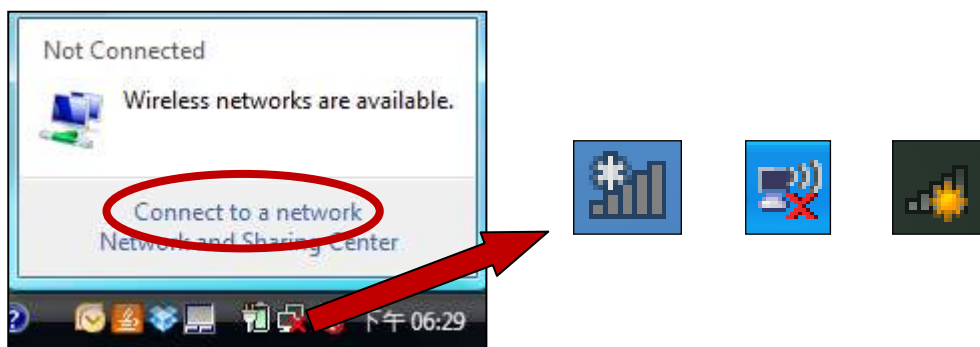 Not Connected
Wireless networks are available.
Connect to a network
Network and Sharing Center
下午 06:29